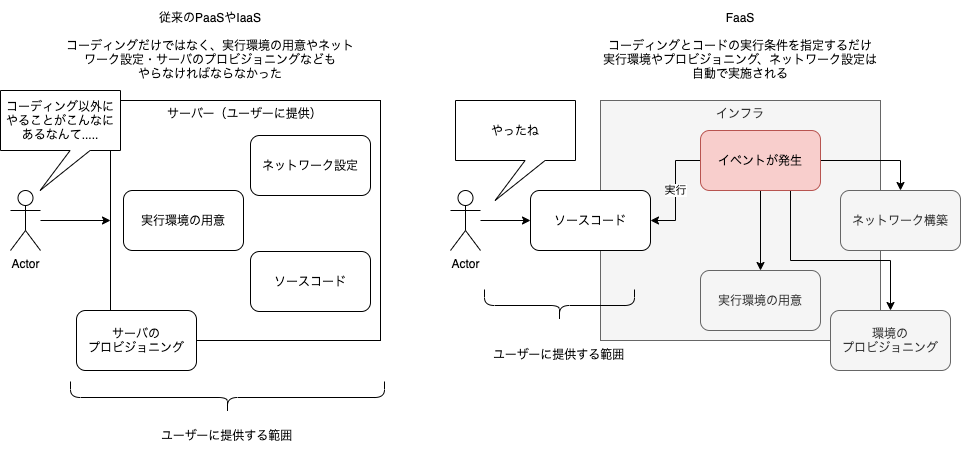 従来のPaaSやIaaS
コーディングだけではなく、実行環境の用意やネット
ワーク設定・サーバのプロビジョニングなども
やらなければならなかった
コーディング以外に
やることがこんなに
あるなんて.....
サーバー（ユーザーに提供）
ネットワーク設定
実行環境の用意
ソースコード
Actor
サーバの
プロビジョニング
ユーザーに提供する範囲
FaaS
コーディングとコードの実行条件を指定するだけ
実行環境やプロビジョニング、ネットワーク設定は
自動で実施される
やったね
インフラ
イベントが発生
実行
ソースコード
ネットワーク構築
Actor
実行環境の用意
環境の
プロビジョニング
ユーザーに提供する範囲